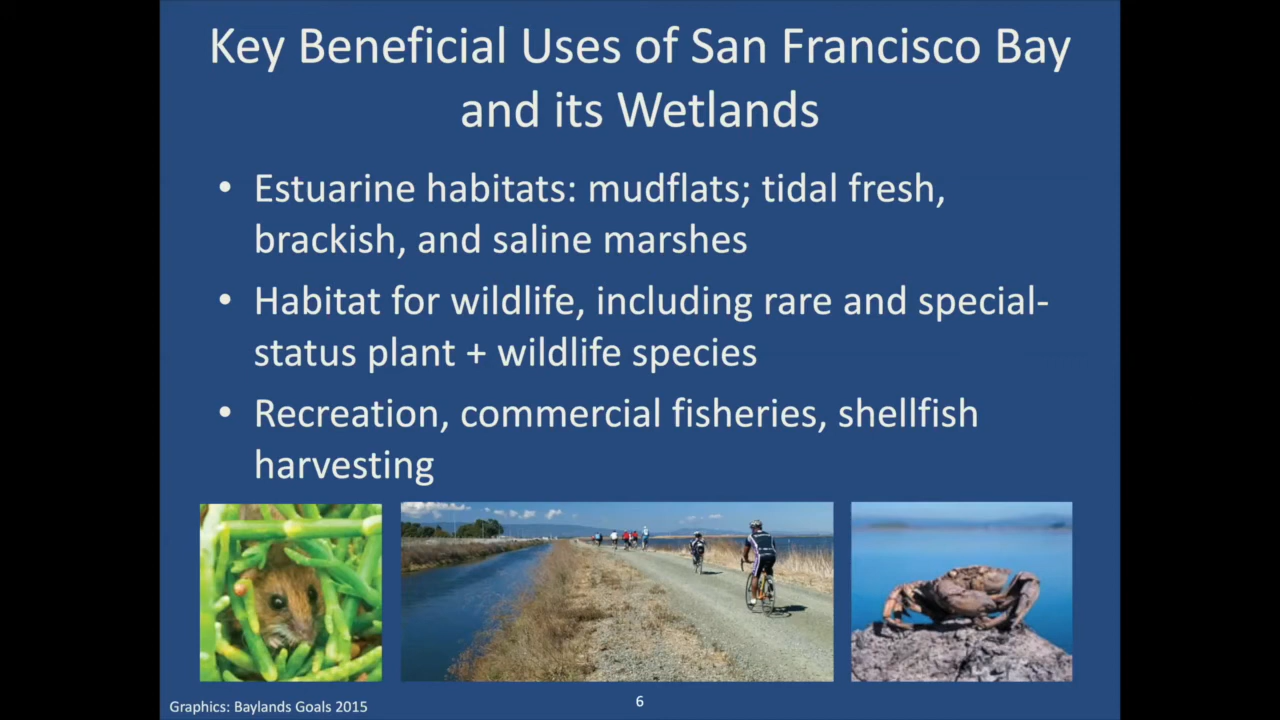 Key Beneficial Uses of San Francisco Bay
and its Wetlands
• Estuarine habitats: mudflats; tidal fresh,
brackish, and saline marshes
• Habitat for wildlife, including rare and special-
status plant + wildlife species
• Recreation, commercial fisheries, shellfish
harvesting
Graphics: Baylands Goals 2015
6